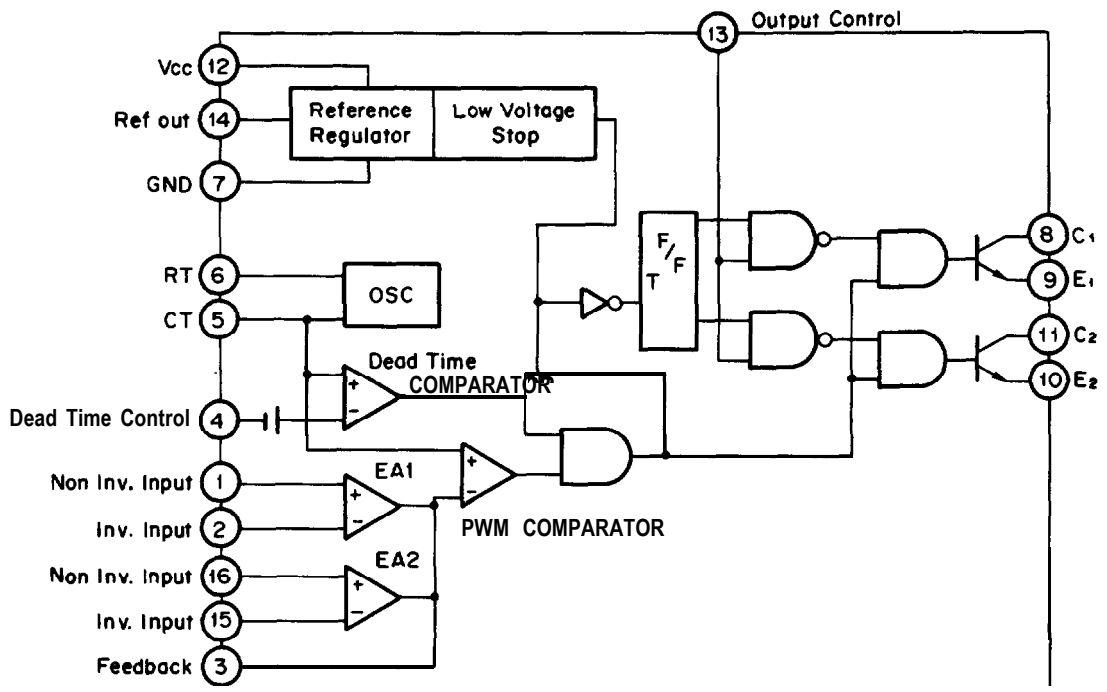 Output Control
13
Vcc
12
Ref out
14
Reference
Regulator
Low Voltage
Stop
GND
7
F/F
T
8
C1
RT
6
OSC
9
E1
CT
5
11
C2
Dead Time
COMPARATOR
10
E2
+
-
Dead Time Control
4
Non Inv. Input
1
EA1
+
-
+
-
Inv. Input
2
PWM COMPARATOR
EA2
Non Inv. Input
16
+
-
Inv. Input
15
Feedback
3